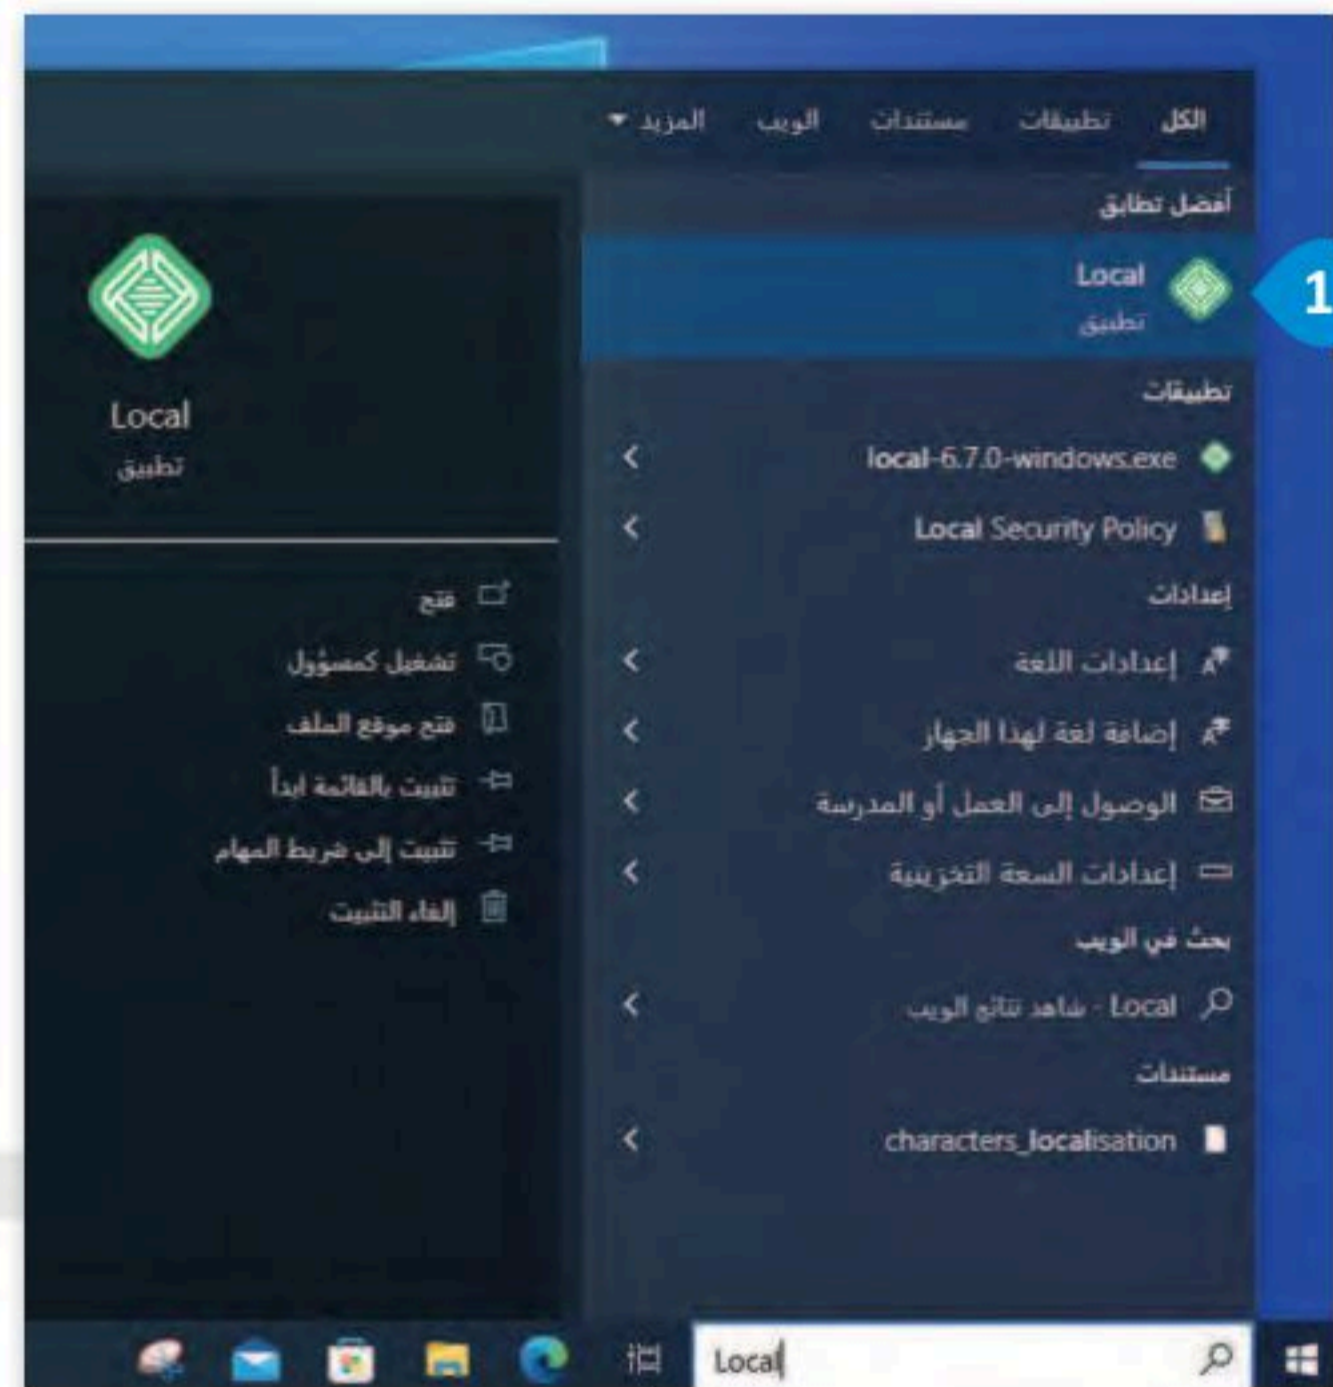 الكل تطبيقات مستندات الويب المزيد
أفضل تطابق
Local
تطبيق
1
تطبيقات
local-6.7.0-windows.exe
Local Security Policy
إعدادات
إعدادات اللغة
إضافة لغة لهذا الجهاز
الوصول إلى العمل أو المدرسة
إعدادات السعة التخزينية
بحث في الويب
Local - شاهد نتائج الويب
مستندات
characters_localisation
Local
تطبيق
فتح
تشغيل كمسؤول
فتح موقع الملف
تثبيت بالقائمة ابدأ
تثبيت إلى شريط المهام
إلغاء التثبيت
Local